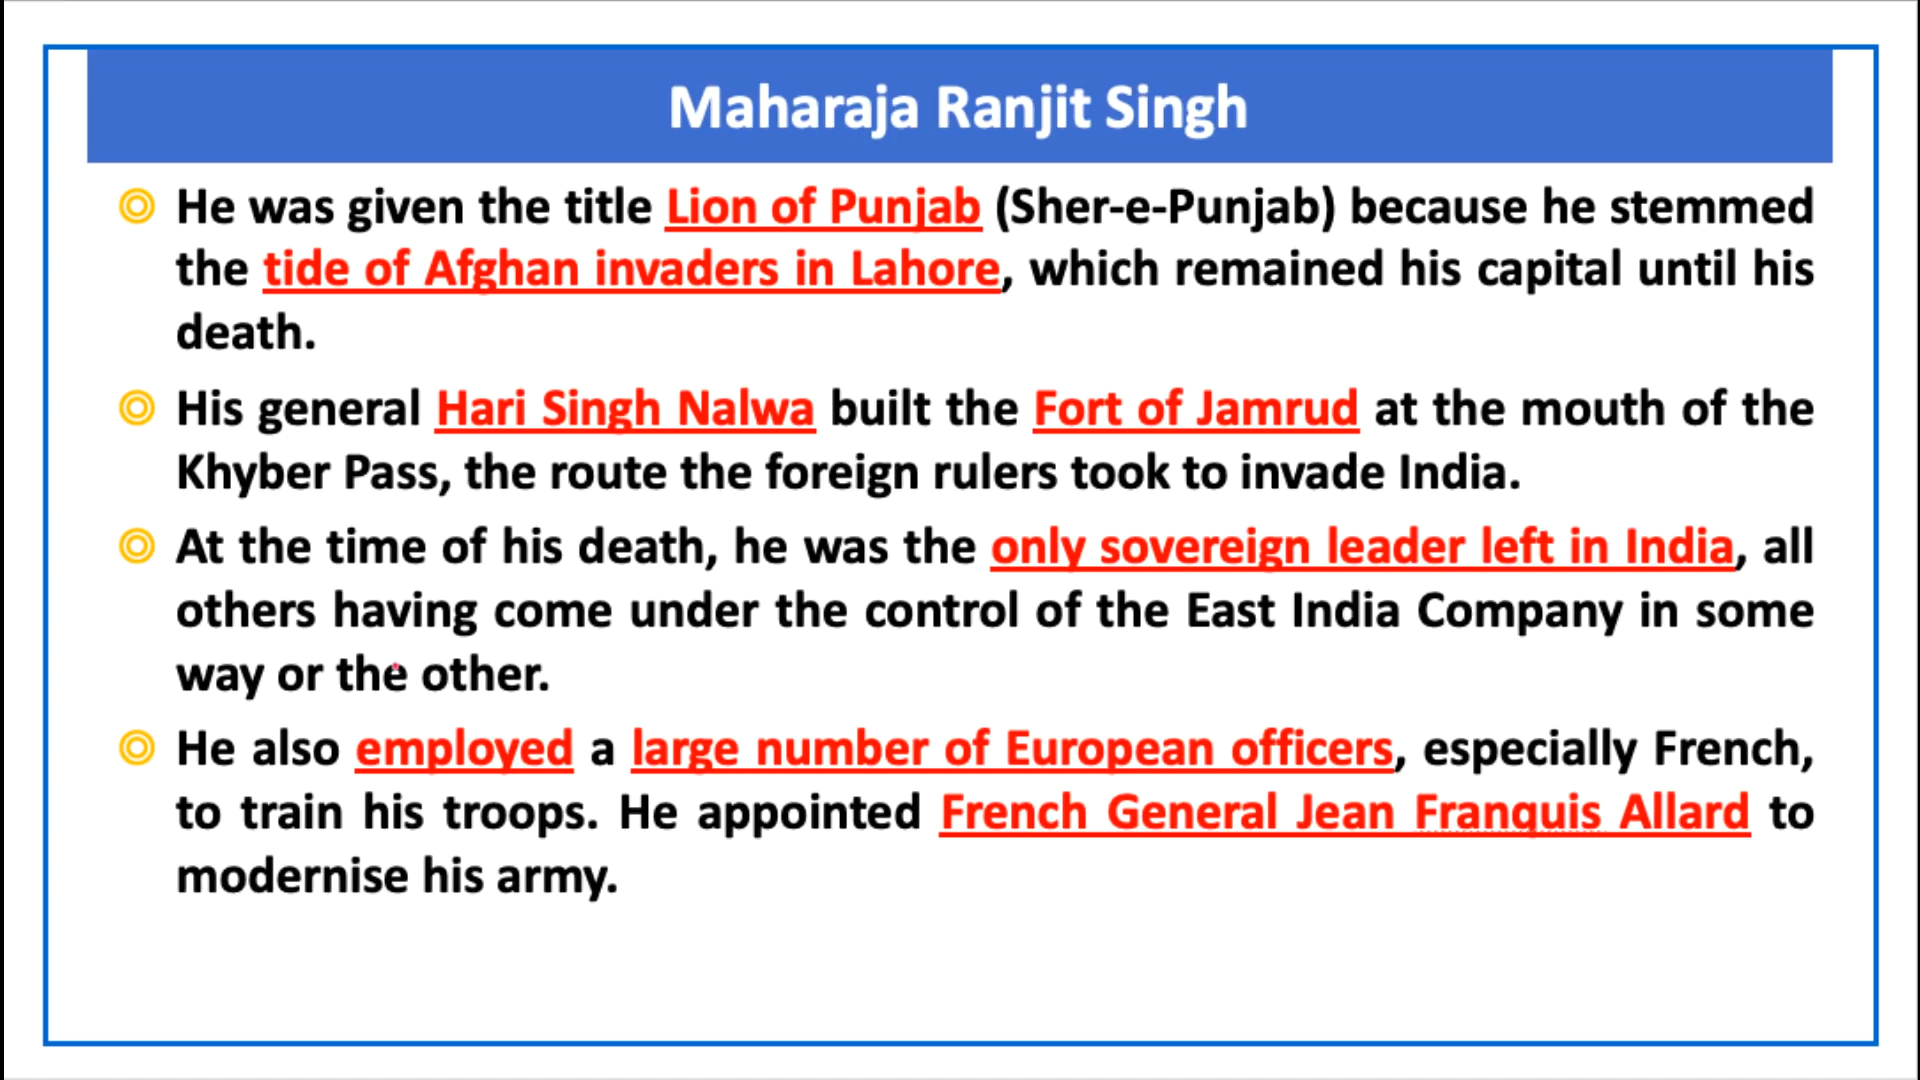 Maharaja Ranjit Singh
He was given the title Lion of Punjab (Sher-e-Punjab) because he stemmed
the tide of Afghan invaders in Lahore, which remained his capital until his
death.
His general Hari Singh Nalwa built the Fort of Jamrud at the mouth of the
Khyber Pass, the route the foreign rulers took to invade India.
At the time of his death, he was the only sovereign leader left in India, all
others having come under the control of the East India Company in some
way or the other.
He also employed a large number of European officers, especially French,
to train his troops. He appointed French General Jean Franquis Allard to
modernise his army.